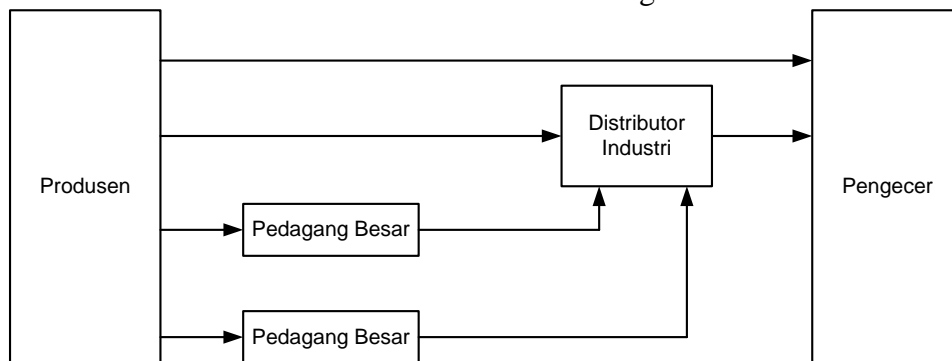 Produsen
Distributor
Industri
Pengecer
Pedagang Besar
Pedagang Besar